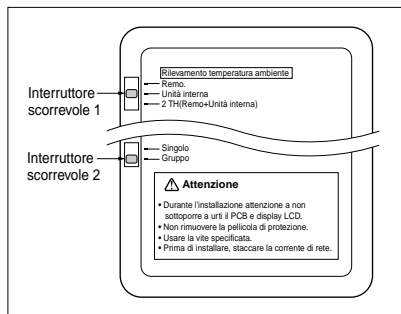 Rilevamento temperatura ambiente
Remo.
Interruttore
scorrevole 1
Unità interna
2 TH(Remo+Unità interna)
Singolo
Interruttore
scorrevole 2
Gruppo
Attenzione
• Durante l'installazione attenzione a non
sottoporre a urti il PCB e display LCD.
• Non rimuovere la pellicola di protezione.
• Usare la vite specificata.
• Prima di installare, staccare la corrente di rete.